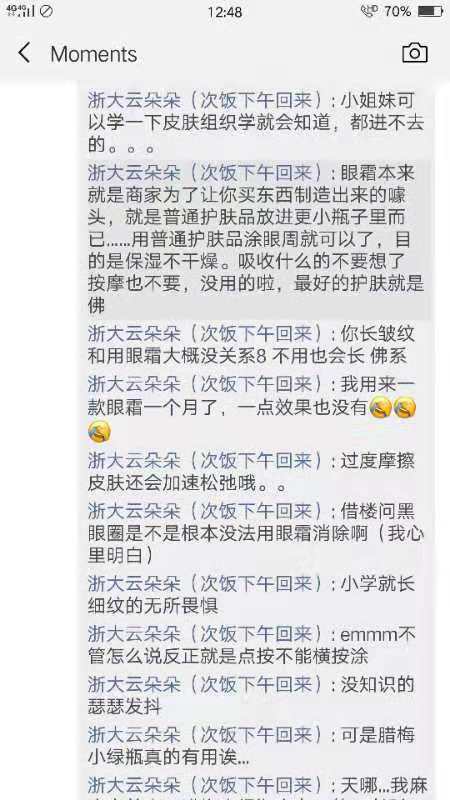 4G 4G 12:48 70%
Moments
浙大云朵朵（次饭下午回来）: 小姐妹可
以学一下皮肤组织学就会知道，都进不去
的。。。
浙大云朵朵（次饭下午回来）: 眼霜本来
就是商家为了让你买东西制造出来的噱
头，就是普通护肤品放进更小瓶子里而
已......用普通护肤品涂眼周就可以了，目
的是保湿不干燥。吸收什么的不要想了
按摩也不要，没用的啦，最好的护肤就是
佛
浙大云朵朵（次饭下午回来）: 你长皱纹
和用眼霜大概没关系8 不用也会长 佛系
浙大云朵朵（次饭下午回来）: 我用来一
款眼霜一个月了，一点效果也没有
浙大云朵朵（次饭下午回来）: 过度摩擦
皮肤还会加速松弛哦。。
浙大云朵朵（次饭下午回来）: 借楼问黑
眼圈是不是根本没法用眼霜消除啊（我心
里明白）
浙大云朵朵（次饭下午回来）: 小学就长
细纹的无所畏惧
浙大云朵朵（次饭下午回来）: emmm不
管怎么说反正就是点按不能横按涂
浙大云朵朵（次饭下午回来）: 没知识的
瑟瑟发抖
浙大云朵朵（次饭下午回来）: 可是腊梅
小绿瓶真的有用诶...
浙大云朵朵（次饭下午回来）: 天哪...我麻